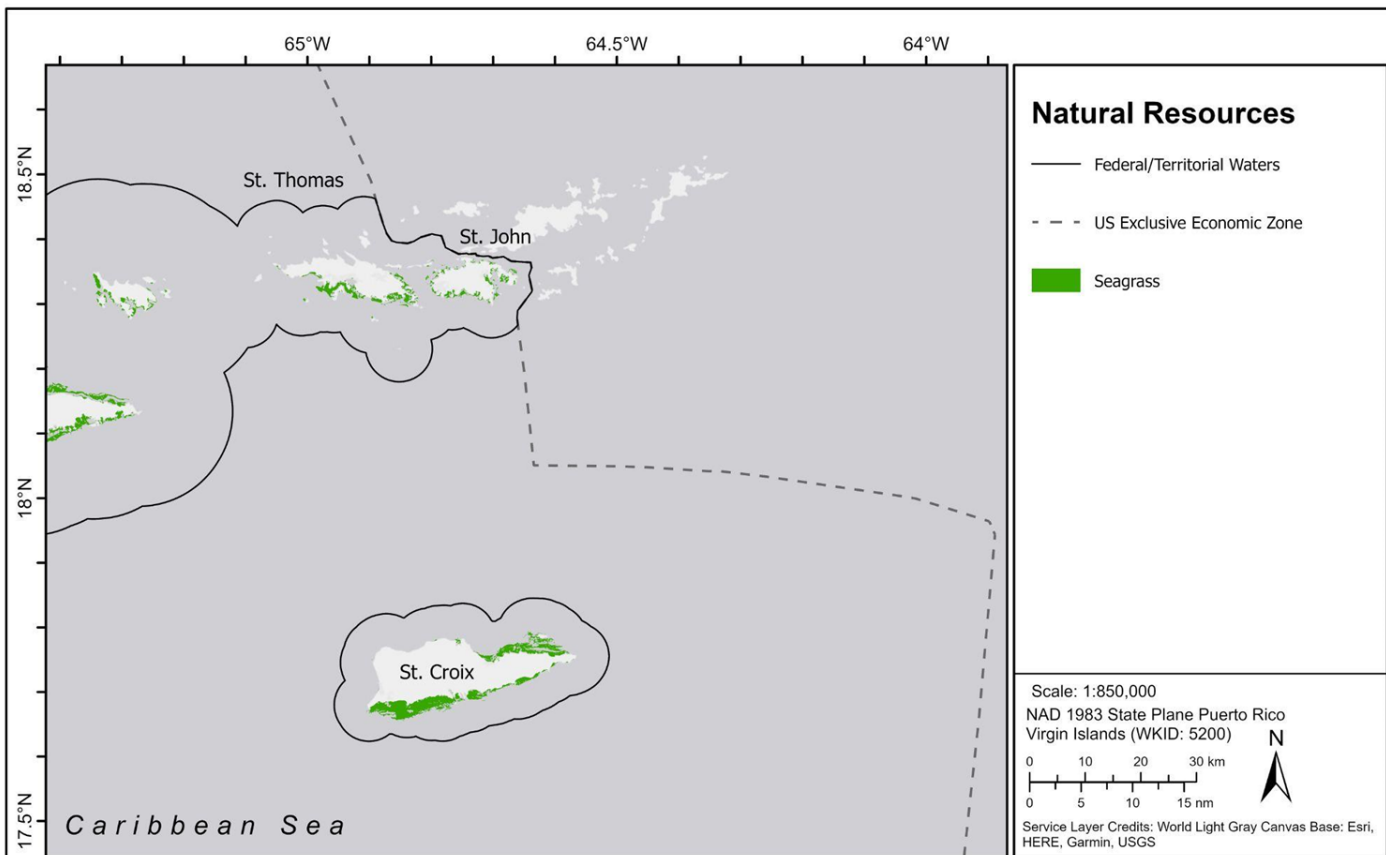 65°W
64.5°W
64°W
18.5°N
18°N
17.5°N
St. Thomas
St. John
St. Croix
Caribbean Sea
Natural Resources
Federal/Territorial Waters
US Exclusive Economic Zone
Seagrass
Scale: 1:850,000
NAD 1983 State Plane Puerto Rico
Virgin Islands (WKID: 5200)
N
0 10 20 30 km
0 5 10 15 nm
Service Layer Credits: World Light Gray Canvas Base: Esri,
HERE, Garmin, USGS